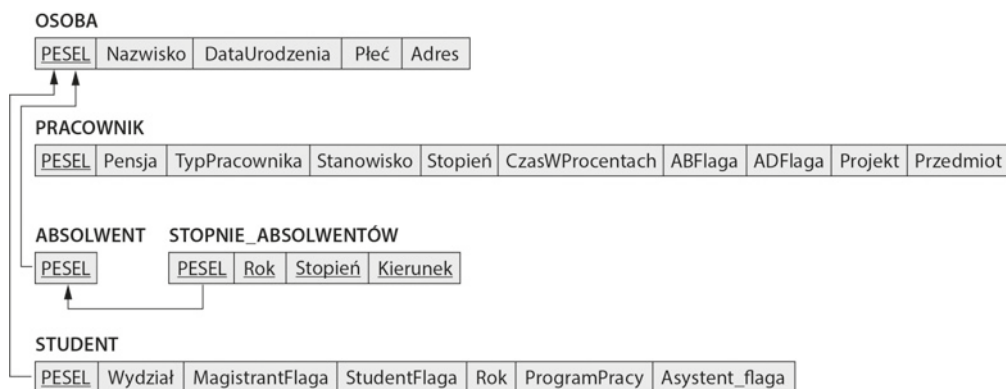 OSOBA
PESEL Nazwisko DataUrodzenia Płeć Adres
PRACOWNIK
PESEL Pensja TypPracownika Stanowisko Stopień CzasWProcentach ABFlaga ADFlaga Projekt Przedmiot
ABSOLWENT STOPNIE_ABSOLWENTÓW
PESEL PESEL Rok Stopień Kierunek
STUDENT
PESEL Wydział MagistrantFlaga StudentFlaga Rok ProgramPracy Asystent_flaga